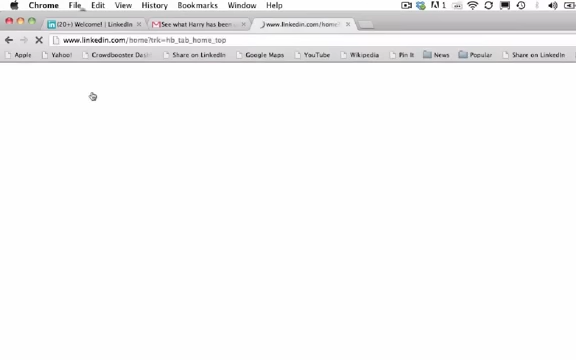 Chrome File Edit View History Bookmarks Window Help 1
(20+) Welcome! | LinkedIn See what Harry has been www.linkedin.com/home
www.linkedin.com/home?trk=hb_tab_home_top
Apple Yahoo! Crowdbooster Dash Share on LinkedIn Google Maps YouTube Wikipedia Pin It News Popular Share on LinkedIn